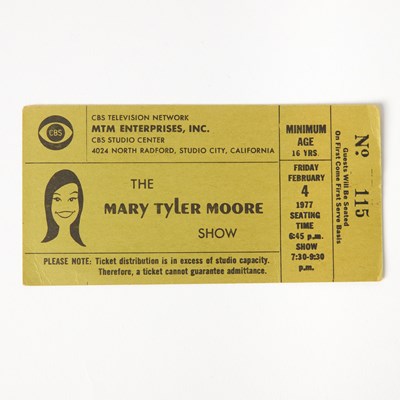 CBS
CBS TELEVISION NETWORK
MTM ENTERPRISES, INC.
CBS STUDIO CENTER
4024 NORTH RADFORD, STUDIO CITY, CALIFORNIA
THE
MARY TYLER MOORE
SHOW
PLEASE NOTE: Ticket distribution is in excess of studio capacity.
Therefore, a ticket cannot guarantee admittance.
MINIMUM
AGE
16 YRS
FRIDAY
FEBRUARY
4
1977
SEATING
TIME
6:45 p.m.
SHOW
7:30-9:30
p.m.
Guests Will Be Seated
On First Come First Serve Basis
No. 115